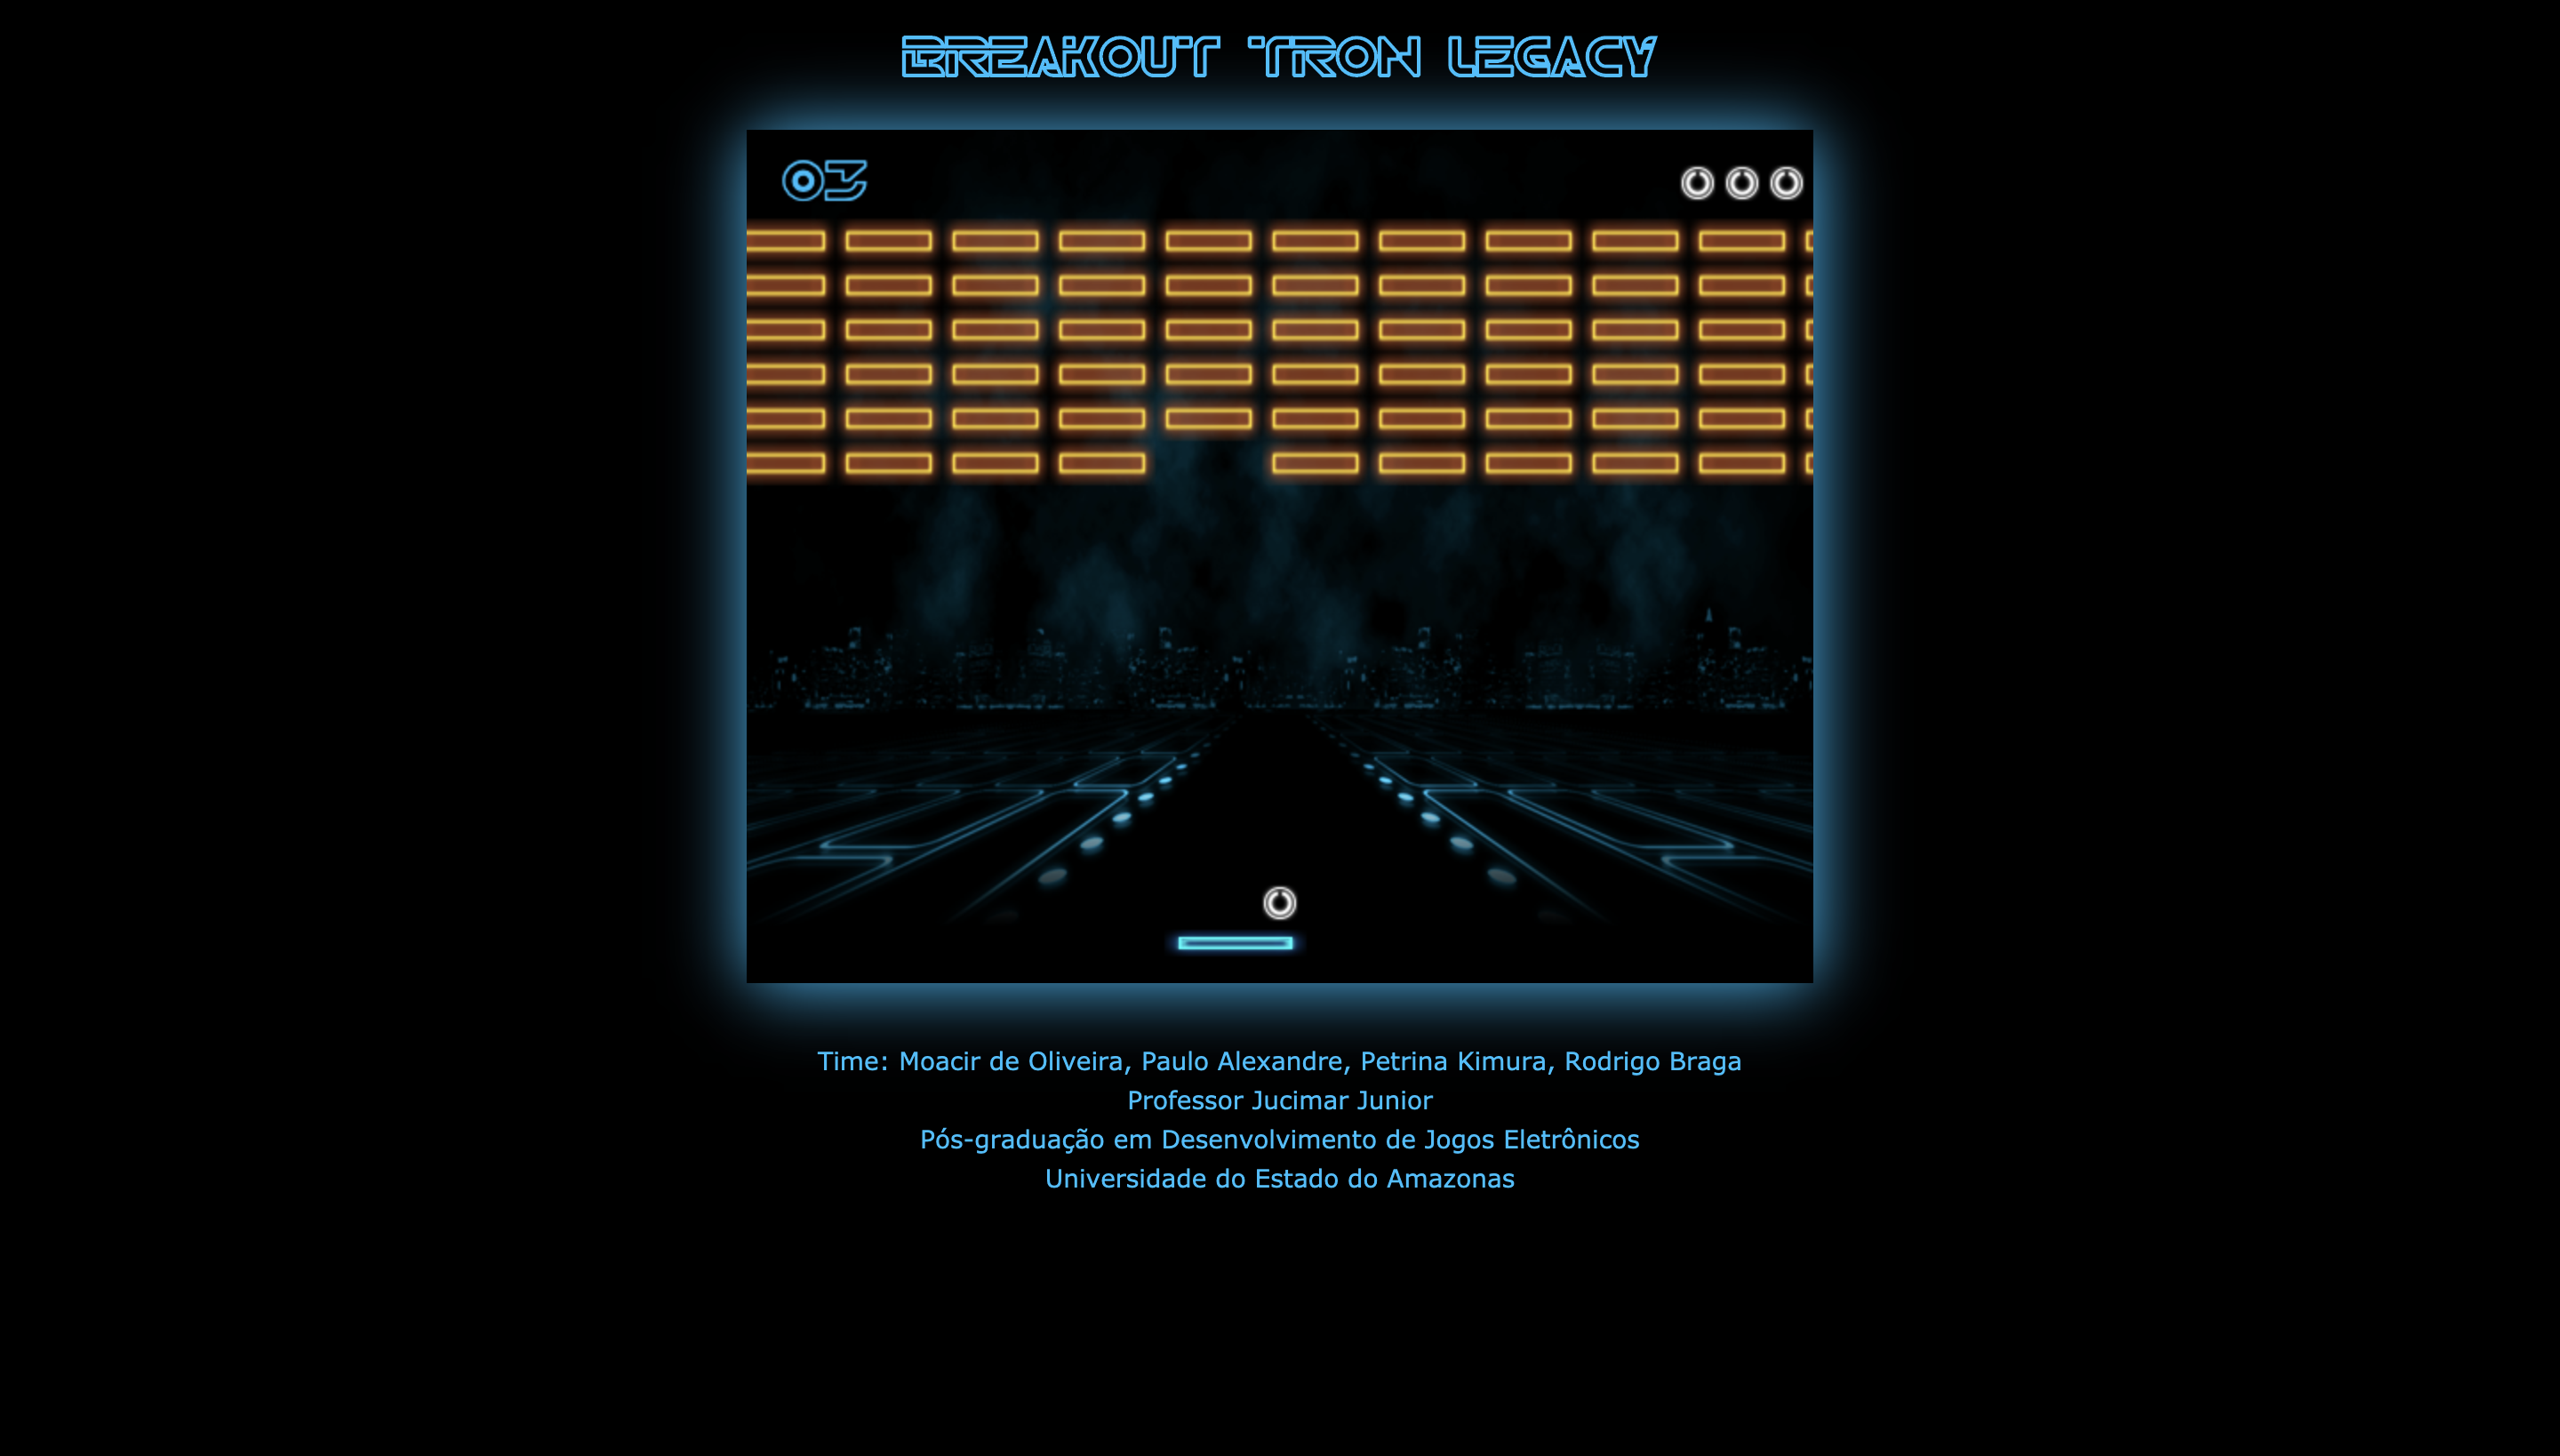 BREAKOUT TRON LEGACY
03
Time: Moacir de Oliveira, Paulo Alexandre, Petrina Kimura, Rodrigo Braga
Professor Jucimar Junior
Pós-graduação em Desenvolvimento de Jogos Eletrônicos
Universidade do Estado do Amazonas